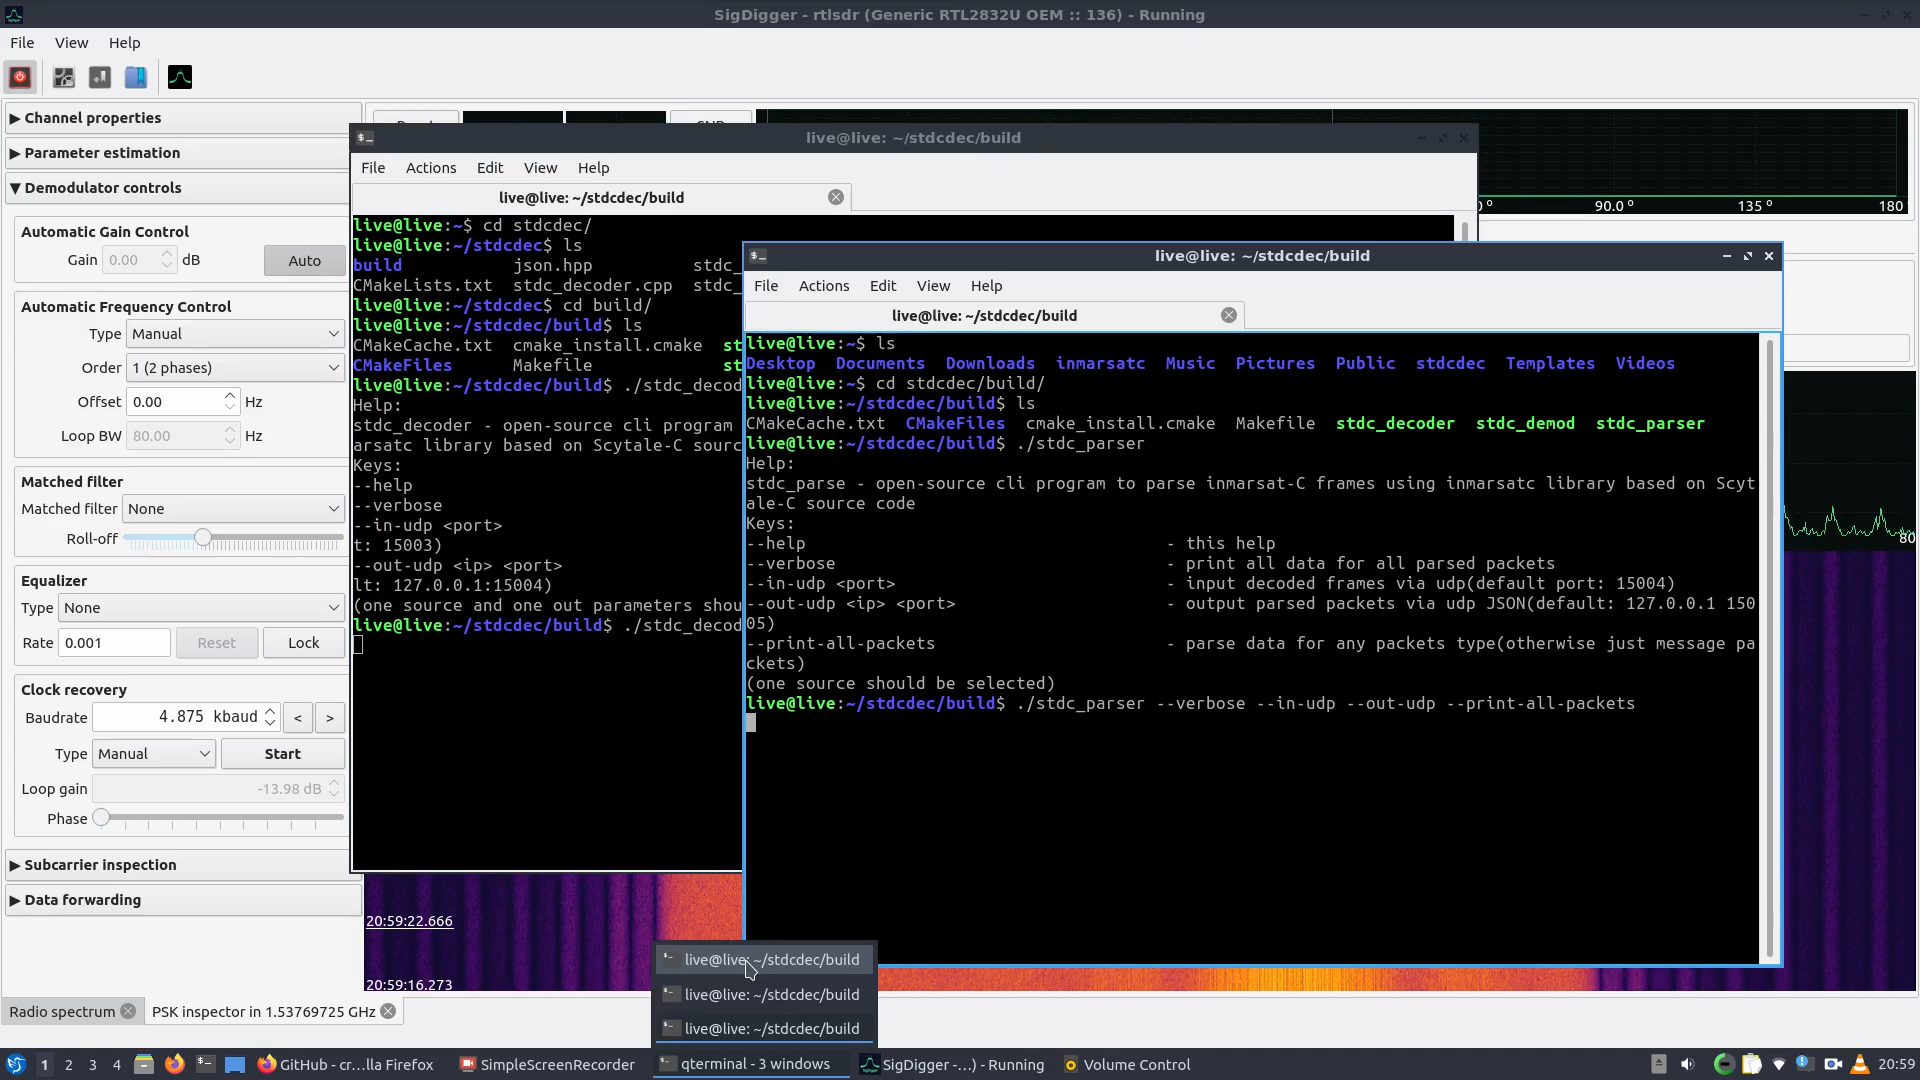 SigDigger - rtlsdr (Generic RTL2832U OEM :: 136) - Running
File View Help
Channel properties
Parameter estimation
Demodulator controls
Automatic Gain Control
Gain 0.00 dB Auto
Automatic Frequency Control
Type Manual
Order 1 (2 phases)
Offset 0.00 Hz
Loop BW 80.00 Hz
Matched filter
Matched filter None
Roll-off
Equalizer
Type None
Rate 0.001 Reset Lock
Clock recovery
Baudrate 4.875 kbaud < >
Type Manual Start
Loop gain -13.98 dB
Phase
Subcarrier inspection
Data forwarding
90.0 º 135 º 180
80
live@live: ~/stdcdec/build
File Actions Edit View Help
live@live: ~/stdcdec/build
live@live:~$ cd stdcdec/
live@live:~/stdcdec$ ls
build json.hpp stdc_
CMakeLists.txt stdc_decoder.cpp stdc_
live@live:~/stdcdec$ cd build/
live@live:~/stdcdec/build$ ls
CMakeCache.txt cmake_install.cmake st
CMakeFiles Makefile st
live@live:~/stdcdec/build$ ./stdc_decod
Help:
stdc_decoder - open-source cli program
arsatc library based on Scytale-C sourc
Keys:
--help
--verbose
--in-udp <port>
t: 15003)
--out-udp <ip> <port>
lt: 127.0.0.1:15004)
(one source and one out parameters shou
live@live:~/stdcdec/build$ ./stdc_decod
live@live: ~/stdcdec/build
File Actions Edit View Help
live@live: ~/stdcdec/build
live@live:~$ ls
Desktop Documents Downloads inmarsatc Music Pictures Public stdcdec Templates Videos
live@live:~$ cd stdcdec/build/
live@live:~/stdcdec/build$ ls
CMakeCache.txt CMakeFiles cmake_install.cmake Makefile stdc_decoder stdc_demod stdc_parser
live@live:~/stdcdec/build$ ./stdc_parser
Help:
stdc_parse - open-source cli program to parse inmarsat-C frames using inmarsatc library based on Scyt
ale-C source code
Keys:
--help - this help
--verbose - print all data for all parsed packets
--in-udp <port> - input decoded frames via udp(default port: 15004)
--out-udp <ip> <port> - output parsed packets via udp JSON(default: 127.0.0.1 150
05)
--print-all-packets - parse data for any packets type(otherwise just message pa
ckets)
(one source should be selected)
live@live:~/stdcdec/build$ ./stdc_parser --verbose --in-udp --out-udp --print-all-packets
20:59:22.666
20:59:16.273
live@live: ~/stdcdec/build
live@live: ~/stdcdec/build
live@live: ~/stdcdec/build
Radio spectrum PSK inspector in 1.53769725 GHz
1 2 3 4 GitHub - cr…lla Firefox SimpleScreenRecorder qterminal - 3 windows SigDigger -…) - Running Volume Control 20:59